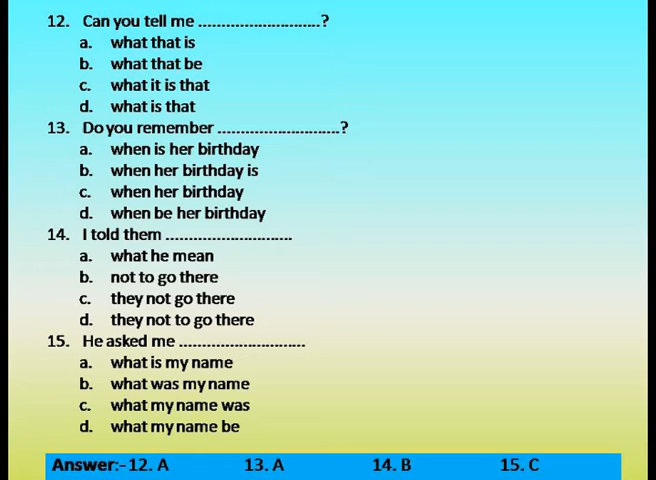 12. Can you tell me ...........................?
a. what that is
b. what that be
c. what it is that
d. what is that
13. Do you remember ...........................?
a. when is her birthday
b. when her birthday is
c. when her birthday
d. when be her birthday
14. I told them ............................
a. what he mean
b. not to go there
c. they not go there
d. they not to go there
15. He asked me ............................
a. what is my name
b. what was my name
c. what my name was
d. what my name be
Answer:- 12. A 13. A 14. B 15. C